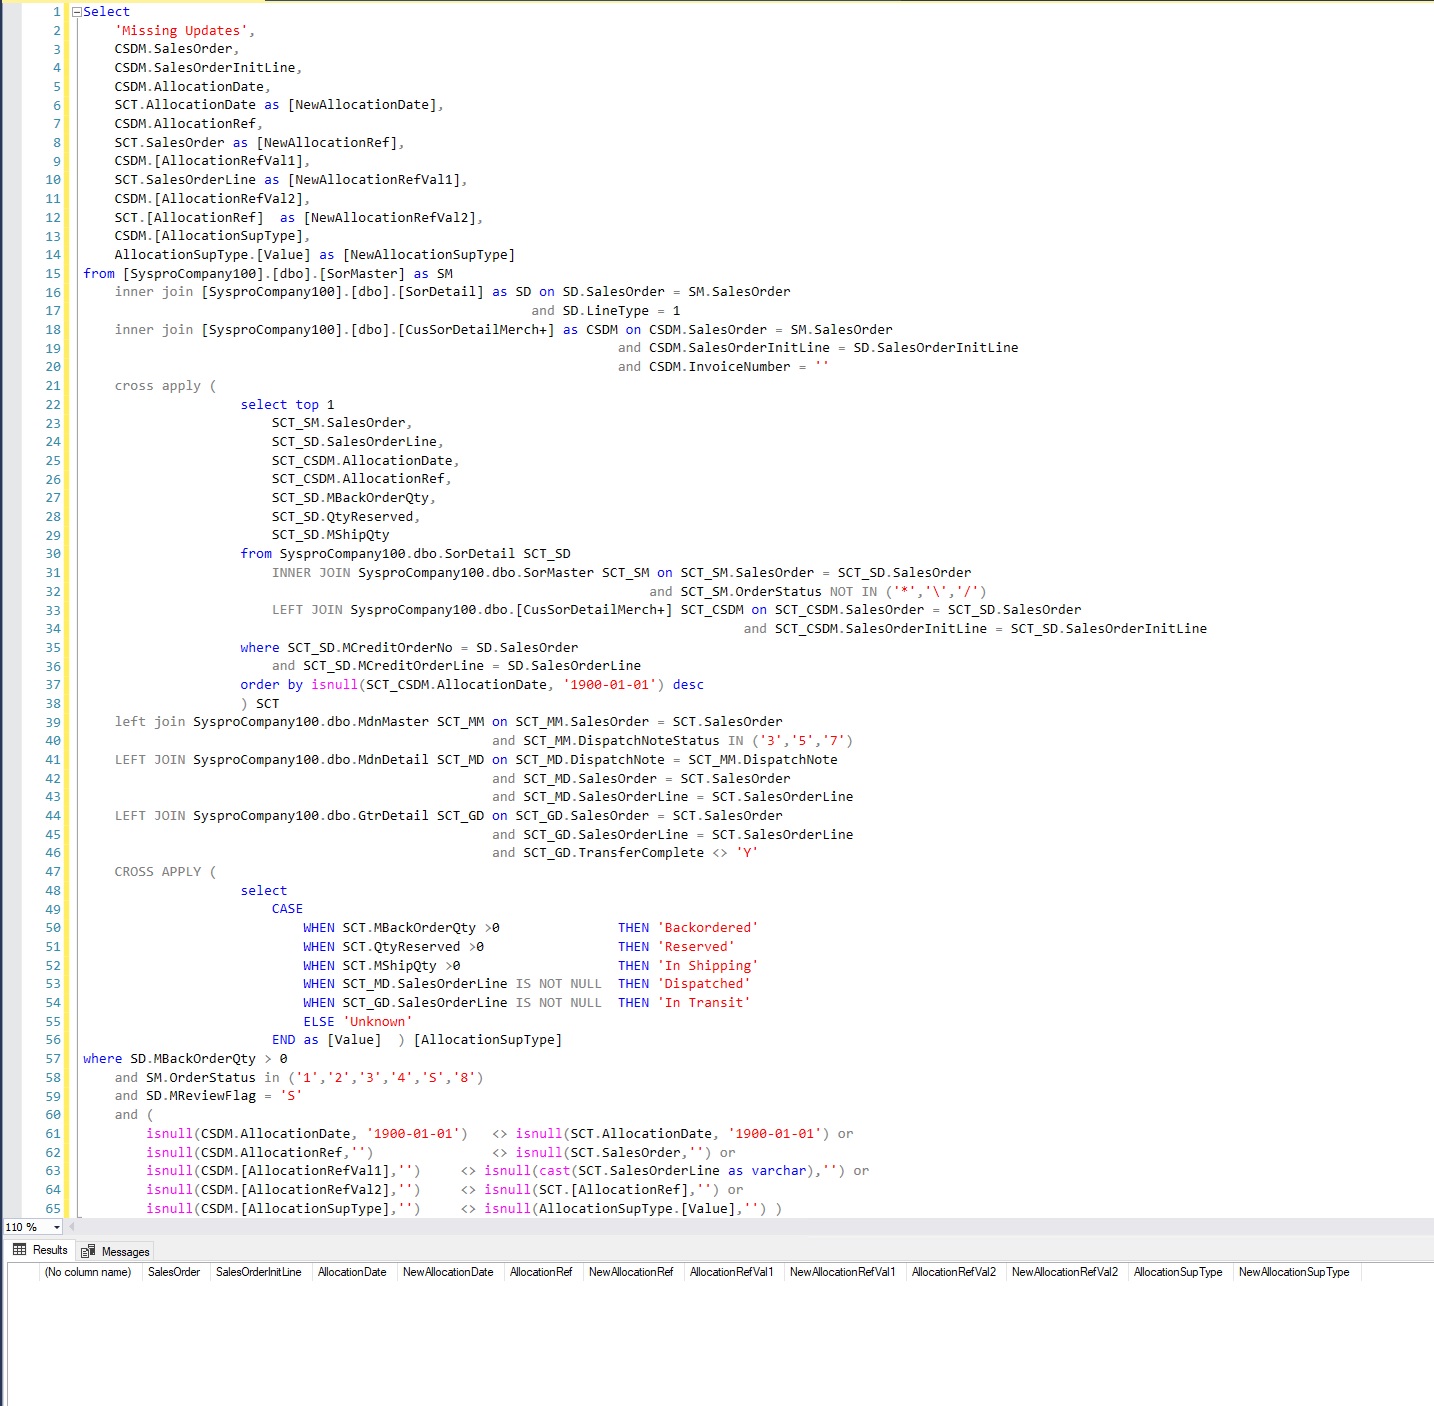 1 Select
2 'Missing Updates',
3 CSDM.SalesOrder,
4 CSDM.SalesOrderInitLine,
5 CSDM.AllocationDate,
6 SCT.AllocationDate as [NewAllocationDate],
7 CSDM.AllocationRef,
8 SCT.SalesOrder as [NewAllocationRef],
9 CSDM.[AllocationRefVal1],
10 SCT.SalesOrderLine as [NewAllocationRefVal1],
11 CSDM.[AllocationRefVal2],
12 SCT.[AllocationRef]  as [NewAllocationRefVal2],
13 CSDM.[AllocationSupType],
14 AllocationSupType.[Value] as [NewAllocationSupType]
15 from [SysproCompany100].[dbo].[SorMaster] as SM
16 inner join [SysproCompany100].[dbo].[SorDetail] as SD on SD.SalesOrder = SM.SalesOrder
17 and SD.LineType = 1
18 inner join [SysproCompany100].[dbo].[CusSorDetailMerch+] as CSDM on CSDM.SalesOrder = SM.SalesOrder
19 and CSDM.SalesOrderInitLine = SD.SalesOrderInitLine
20 and CSDM.InvoiceNumber = ''
21 cross apply (
22 select top 1
23 SCT_SM.SalesOrder,
24 SCT_SD.SalesOrderLine,
25 SCT_CSDM.AllocationDate,
26 SCT_CSDM.AllocationRef,
27 SCT_SD.MBackOrderQty,
28 SCT_SD.QtyReserved,
29 SCT_SD.MShipQty
30 from SysproCompany100.dbo.SorDetail SCT_SD
31 INNER JOIN SysproCompany100.dbo.SorMaster SCT_SM on SCT_SM.SalesOrder = SCT_SD.SalesOrder
32 and SCT_SM.OrderStatus NOT IN ('*','\','/')
33 LEFT JOIN SysproCompany100.dbo.[CusSorDetailMerch+] SCT_CSDM on SCT_CSDM.SalesOrder = SCT_SD.SalesOrder
34 and SCT_CSDM.SalesOrderInitLine = SCT_SD.SalesOrderInitLine
35 where SCT_SD.MCreditOrderNo = SD.SalesOrder
36 and SCT_SD.MCreditOrderLine = SD.SalesOrderLine
37 order by isnull(SCT_CSDM.AllocationDate, '1900-01-01') desc
38 ) SCT
39 left join SysproCompany100.dbo.MdnMaster SCT_MM on SCT_MM.SalesOrder = SCT.SalesOrder
40 and SCT_MM.DispatchNoteStatus IN ('3','5','7')
41 LEFT JOIN SysproCompany100.dbo.MdnDetail SCT_MD on SCT_MD.DispatchNote = SCT_MM.DispatchNote
42 and SCT_MD.SalesOrder = SCT.SalesOrder
43 and SCT_MD.SalesOrderLine = SCT.SalesOrderLine
44 LEFT JOIN SysproCompany100.dbo.GtrDetail SCT_GD on SCT_GD.SalesOrder = SCT.SalesOrder
45 and SCT_GD.SalesOrderLine = SCT.SalesOrderLine
46 and SCT_GD.TransferComplete <> 'Y'
47 CROSS APPLY (
48 select
49 CASE
50 WHEN SCT.MBackOrderQty >0 THEN 'Backordered'
51 WHEN SCT.QtyReserved >0 THEN 'Reserved'
52 WHEN SCT.MShipQty >0 THEN 'In Shipping'
53 WHEN SCT_MD.SalesOrderLine IS NOT NULL THEN 'Dispatched'
54 WHEN SCT_GD.SalesOrderLine IS NOT NULL THEN 'In Transit'
55 ELSE 'Unknown'
56 END as [Value]  ) [AllocationSupType]
57 where SD.MBackOrderQty > 0
58 and SM.OrderStatus in ('1','2','3','4','S','8')
59 and SD.MReviewFlag = 'S'
60 and (
61 isnull(CSDM.AllocationDate, '1900-01-01') <> isnull(SCT.AllocationDate, '1900-01-01') or
62 isnull(CSDM.AllocationRef,'') <> isnull(SCT.SalesOrder,'') or
63 isnull(CSDM.[AllocationRefVal1],'') <> isnull(cast(SCT.SalesOrderLine as varchar),'') or
64 isnull(CSDM.[AllocationRefVal2],'') <> isnull(SCT.[AllocationRef],'') or
65 isnull(CSDM.[AllocationSupType],'') <> isnull(AllocationSupType.[Value],'') )
110 %
Results Messages
(No column name) SalesOrder SalesOrderInitLine AllocationDate NewAllocationDate AllocationRef NewAllocationRef AllocationRefVal1 NewAllocationRefVal1 AllocationRefVal2 NewAllocationRefVal2 AllocationSupType NewAllocationSupType